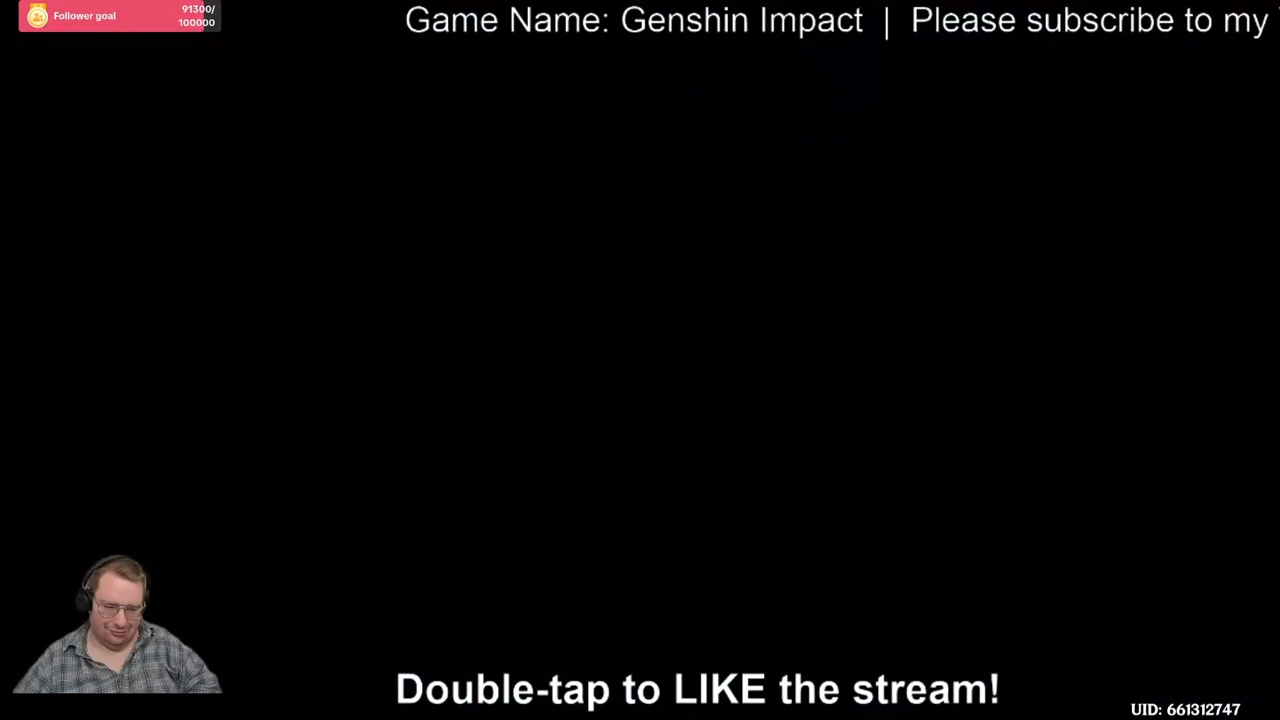 Follower goal
91300/
100000
Game Name: Genshin Impact | Please subscribe to my
Double-tap to LIKE the stream!
UID: 661312747